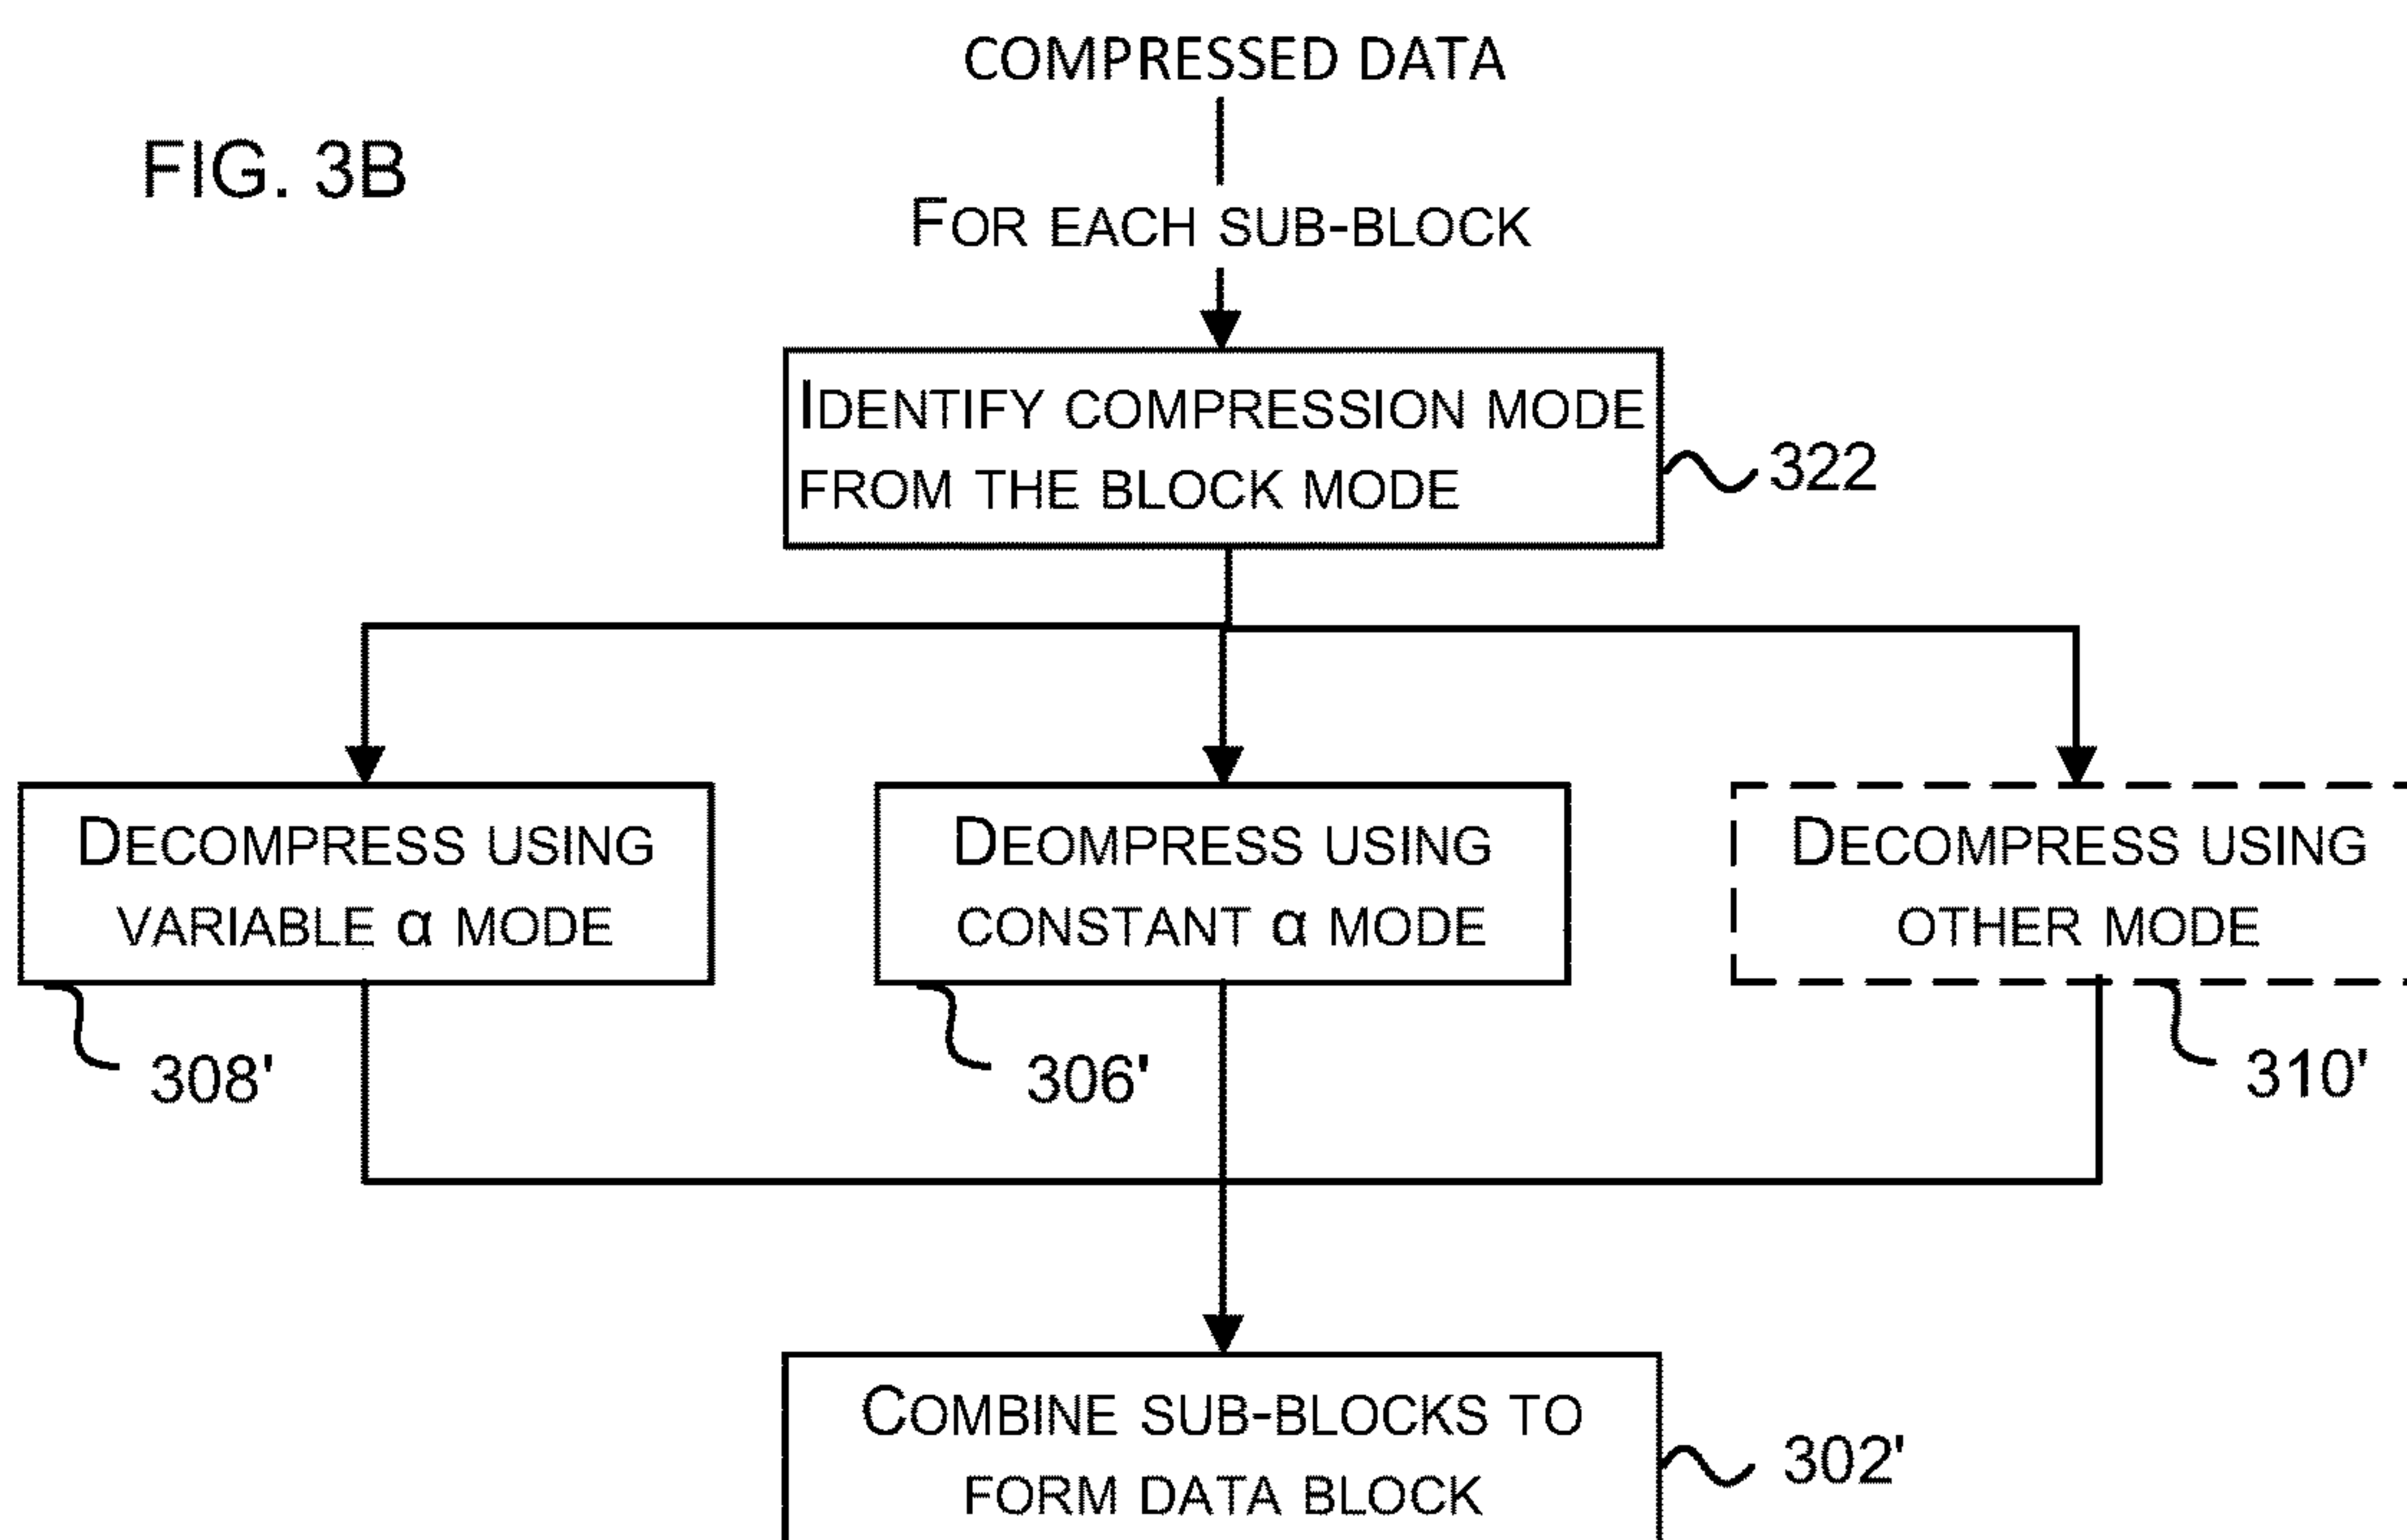 COMPRESSED DATA
FIG. 3B
FOR EACH SUB-BLOCK
IDENTIFY COMPRESSION MODE
FROM THE BLOCK MODE
322
DECOMPRESS USING
VARIABLE α MODE
308'
DEOMPRESS USING
CONSTANT α MODE
306'
DECOMPRESS USING
OTHER MODE
310'
COMBINE SUB-BLOCKS TO
FORM DATA BLOCK
302'